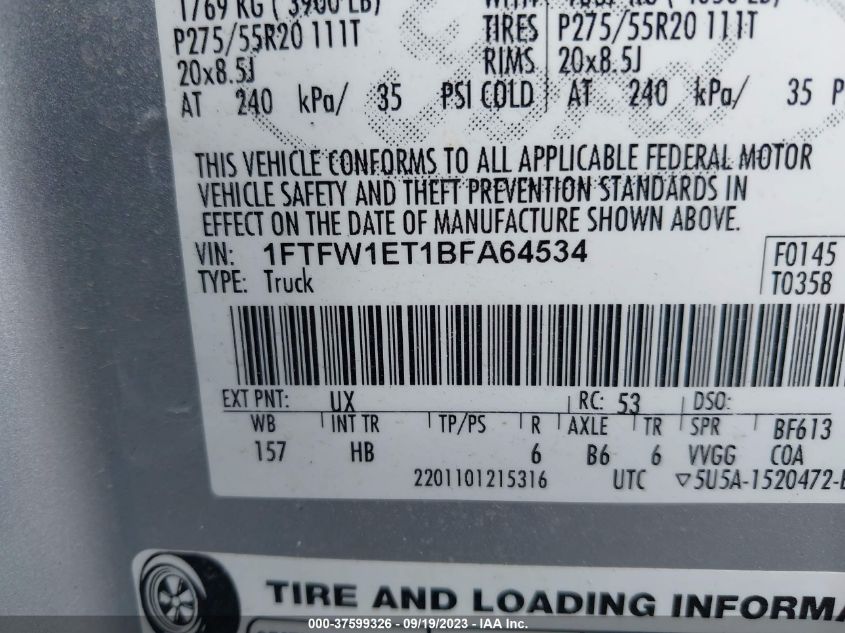 1769 KG ( 3900 LB)
P275/55R20 111T TIRES P275/55R20 111T
20x8.5J RIMS 20x8.5J
AT 240 kPa/ 35 PSI COLD AT 240 kPa/ 35 P
THIS VEHICLE CONFORMS TO ALL APPLICABLE FEDERAL MOTOR
VEHICLE SAFETY AND THEFT PREVENTION STANDARDS IN
EFFECT ON THE DATE OF MANUFACTURE SHOWN ABOVE.
VIN: 1FTFW1ET1BFA64534 F0145
TYPE: Truck T0358
EXT PNT: UX RC: 53 DSO:
WB INT TR TP/PS R AXLE TR SPR BF613
157 HB 6 B6 6 VVGG COA
2201101215316 UTC ▽5U5A-1520472-
TIRE AND LOADING INFORMA
000-37599326 - 09/19/2023 - IAA Inc.